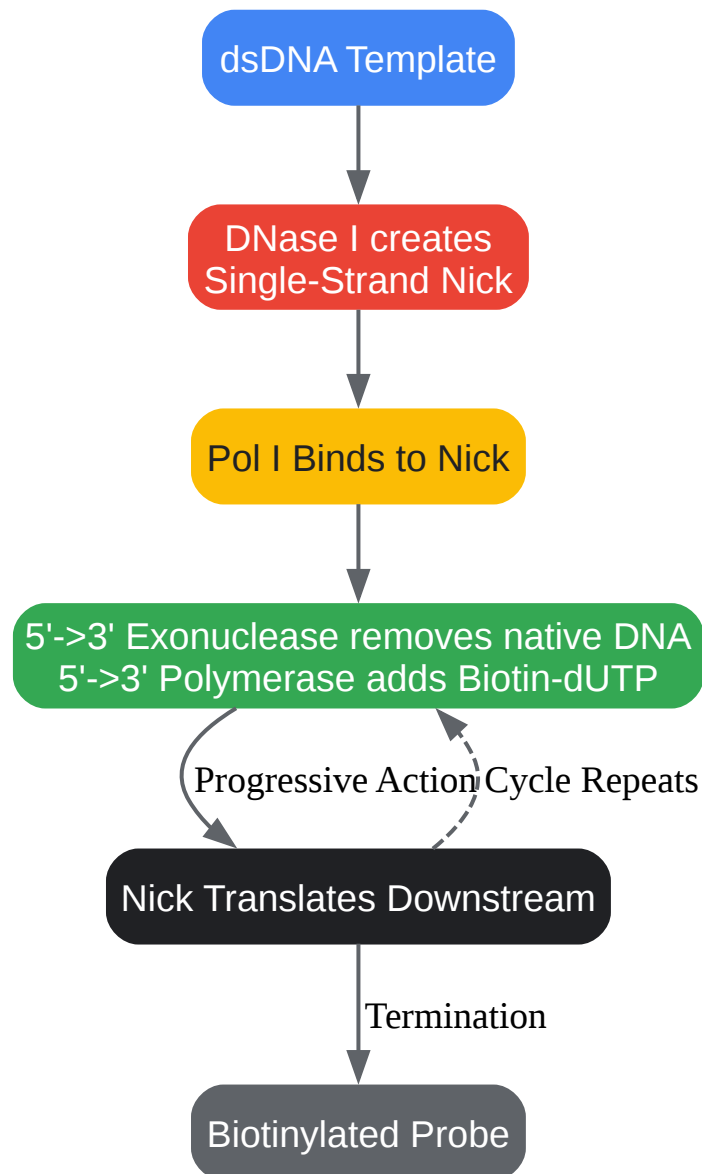 dsDNA Template
DNase I creates
Single-Strand Nick
Pol I Binds to Nick
5'->3' Exonuclease removes native DNA
5'->3' Polymerase adds Biotin-dUTP
Progressive Action
Cycle Repeats
Nick Translates Downstream
Termination
Biotinylated Probe